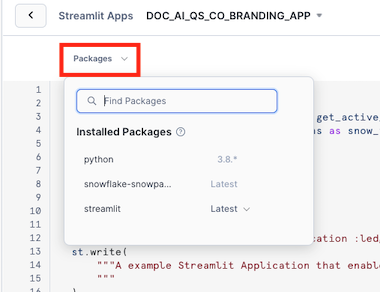 Streamlit Apps DOC_AI_QS_CO_BRANDING_APP
Packages
1
2
3
4
5
6
7
8
9
10
11
12
13
14
15
16
Find Packages
Installed Packages
python 3.8.*
snowflake-snowpa... Latest
streamlit Latest
get_active
as snow_
ication :led
st.write(
"""A example Streamlit Application that enabl
"""
)